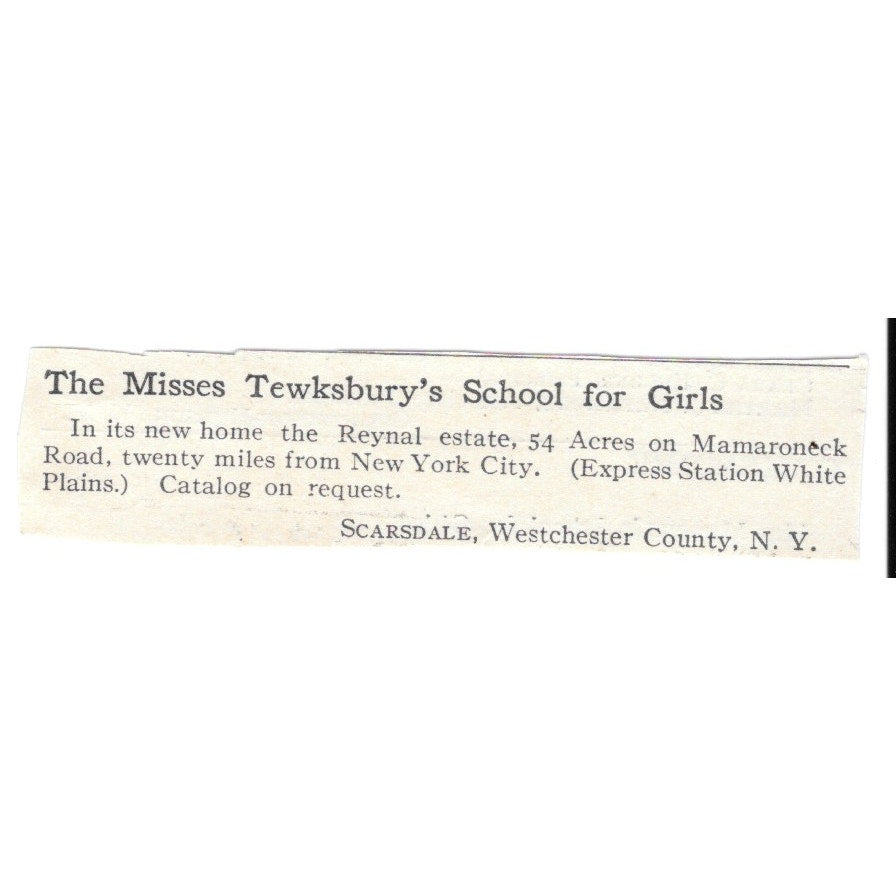 The Misses Tewksbury's School for Girls
In its new home the Reynal estate, 54 Acres on Mamaroneck
Road, twenty miles from New York City. (Express Station White
Plains.) Catalog on request.
SCARSDALE, Westchester County, N. Y.